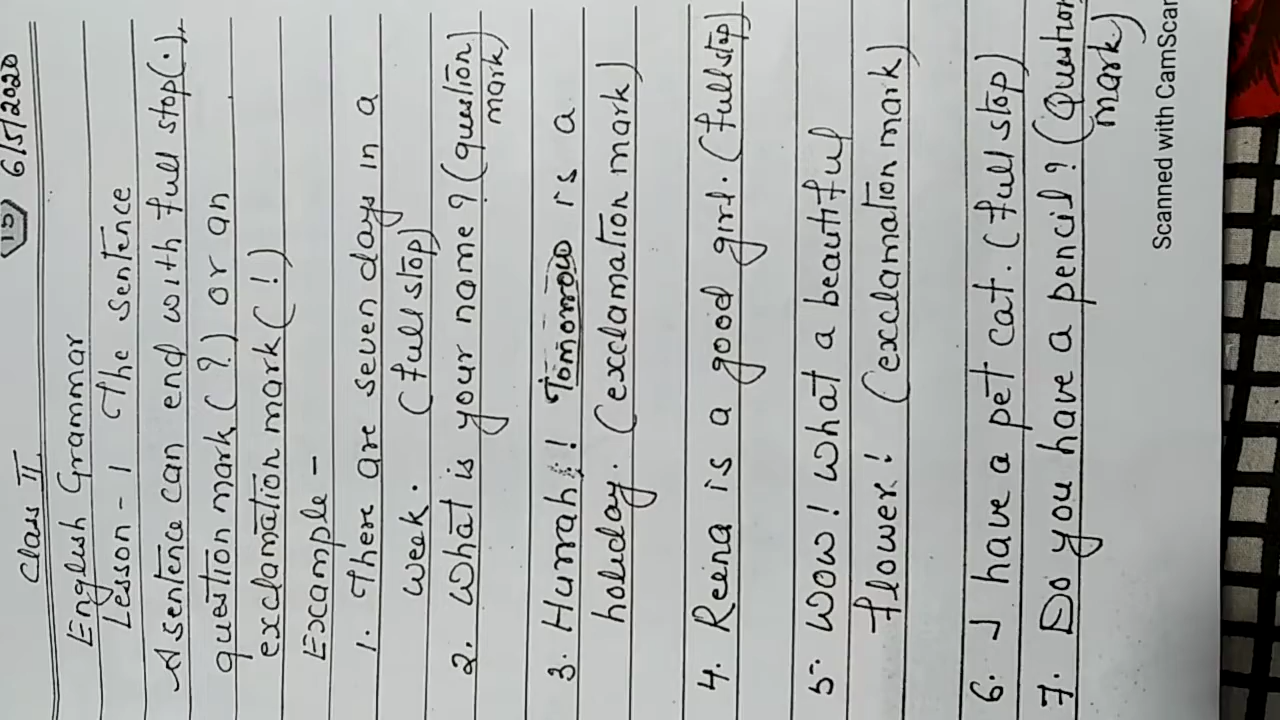 15 6/5/2020
Class II
English Grammar
Lesson - 1 The Sentence
A sentence can end with full stop(.),
question mark (?) or an
exclamation mark (!)
Example -
1. There are seven days in a
week. (full stop)
2. What is your name? (question
mark)
3. Hurrah! ! Tomorrow is a
holiday. (exclamation mark)
4. Reena is a good girl. (full stop)
5. Wow! What a beautiful
flower! (exclamation mark)
6. I have a pet cat. (full stop)
7. Do you have a pencil? (Question
mark)
Scanned with CamScan